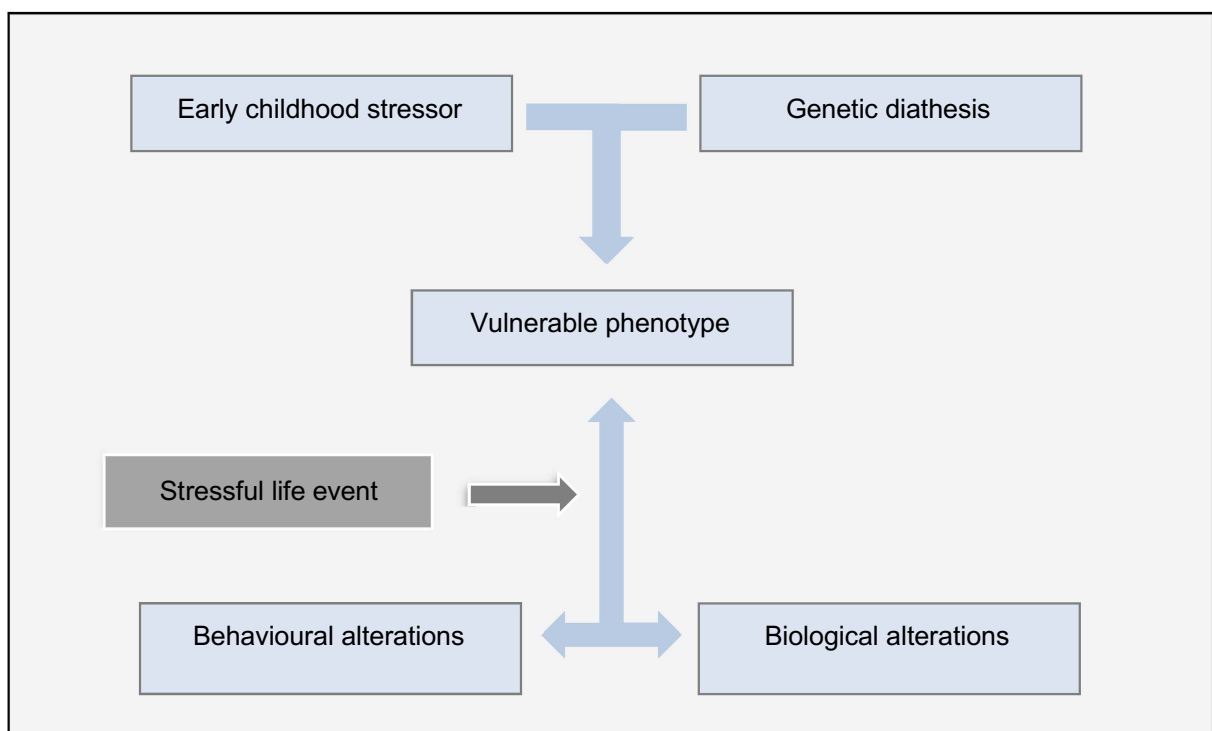 Early childhood stressor
Genetic diathesis
Vulnerable phenotype
Stressful life event
Behavioural alterations
Biological alterations